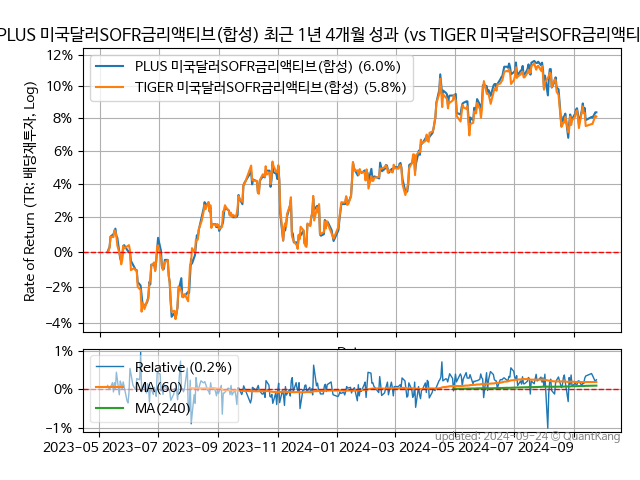 PLUS 미국달러SOFR금리액티브(합성) 최근 1년 4개월 성과 (vs TIGER 미국달러SOFR금리액티
12%
10%
8%
6%
4%
2%
0%
−2%
−4%
Rate of Return (TR: 배당재투자, Log)
PLUS 미국달러SOFR금리액티브(합성) (6.0%)
TIGER 미국달러SOFR금리액티브(합성) (5.8%)
1%
0%
−1%
Relative (0.2%)
MA(60)
MA(240)
2023-05 2023-07 2023-09 2023-11 2024-01 2024-03 2024-05 2024-07 2024-09
updated: 2024-09-24 © QuantKang